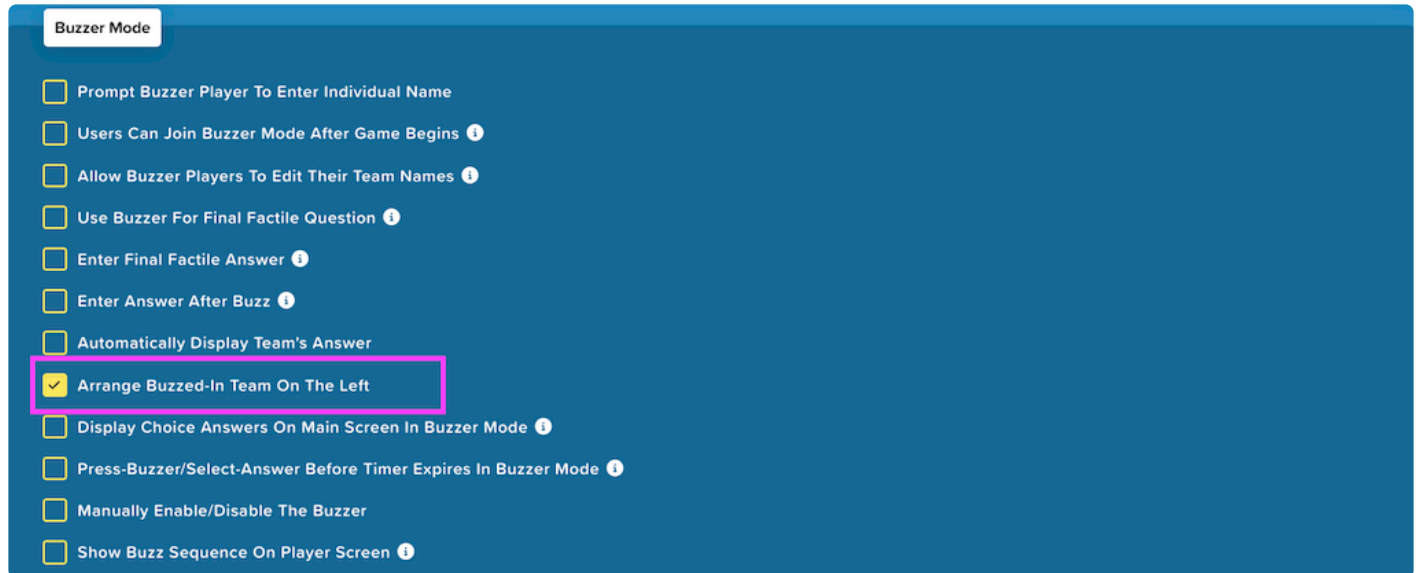 Buzzer Mode
Prompt Buzzer Player To Enter Individual Name
Users Can Join Buzzer Mode After Game Begins
Allow Buzzer Players To Edit Their Team Names
Use Buzzer For Final Factile Question
Enter Final Factile Answer
Enter Answer After Buzz
Automatically Display Team's Answer
Arrange Buzzed-In Team On The Left
Display Choice Answers On Main Screen In Buzzer Mode
Press-Buzzer/Select-Answer Before Timer Expires In Buzzer Mode
Manually Enable/Disable The Buzzer
Show Buzz Sequence On Player Screen